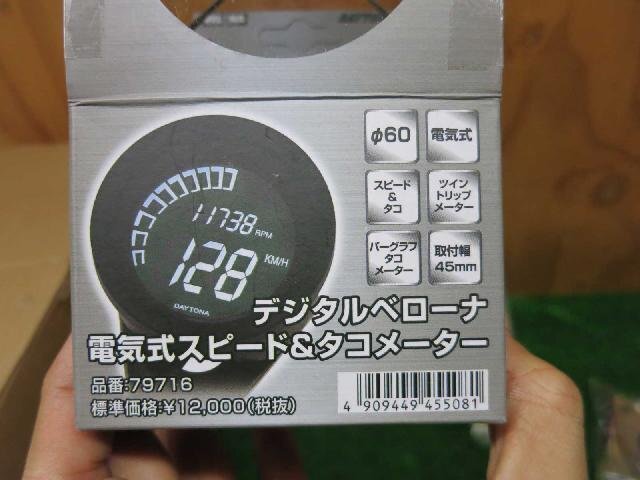 φ60
電気式
スピード
&
タコ
ツイン
トリップ
メーター
バーグラフ
タコ
メーター
取付幅
45mm
11738
RPM
128
KM/H
DAYTONA
デジタルベローナ
電気式スピード&タコメーター
品番:79716
標準価格:¥12,000(税抜)
4 909449 455081